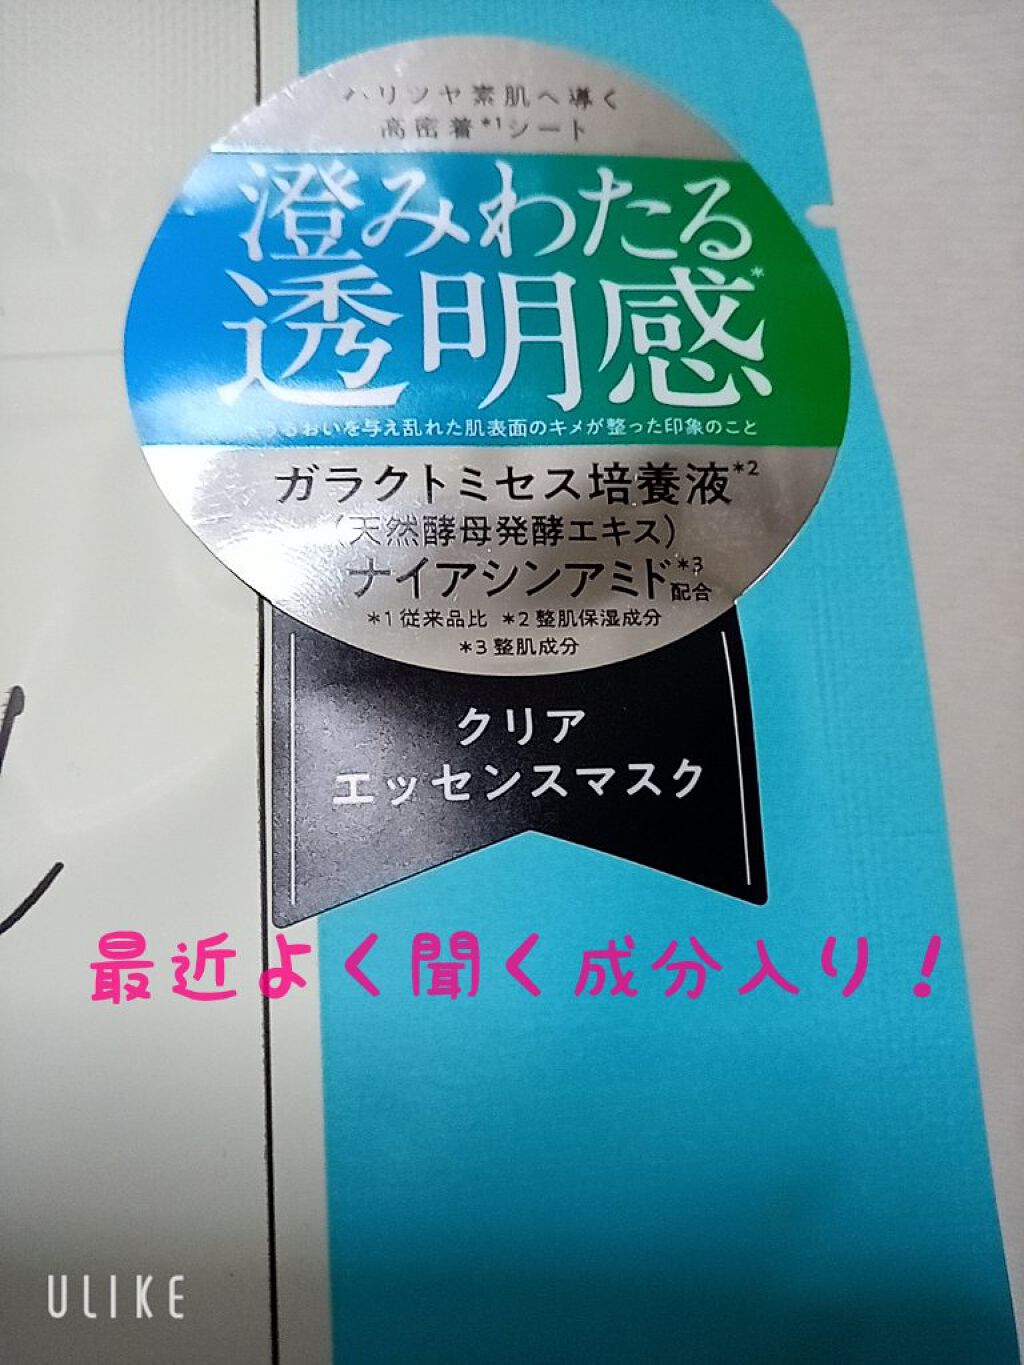 ハリツヤ素肌へ導く
高密着*1シート
澄みわたる
透明感*
*うるおいを与え乱れた肌表面のキメが整った印象のこと
ガラクトミセス培養液*2
(天然酵母発酵エキス)
ナイアシンアミド*3配合
*1 従来品比 *2 整肌保湿成分
*3 整肌成分
クリア
エッセンスマスク
最近よく聞く成分入り！
ULIKE